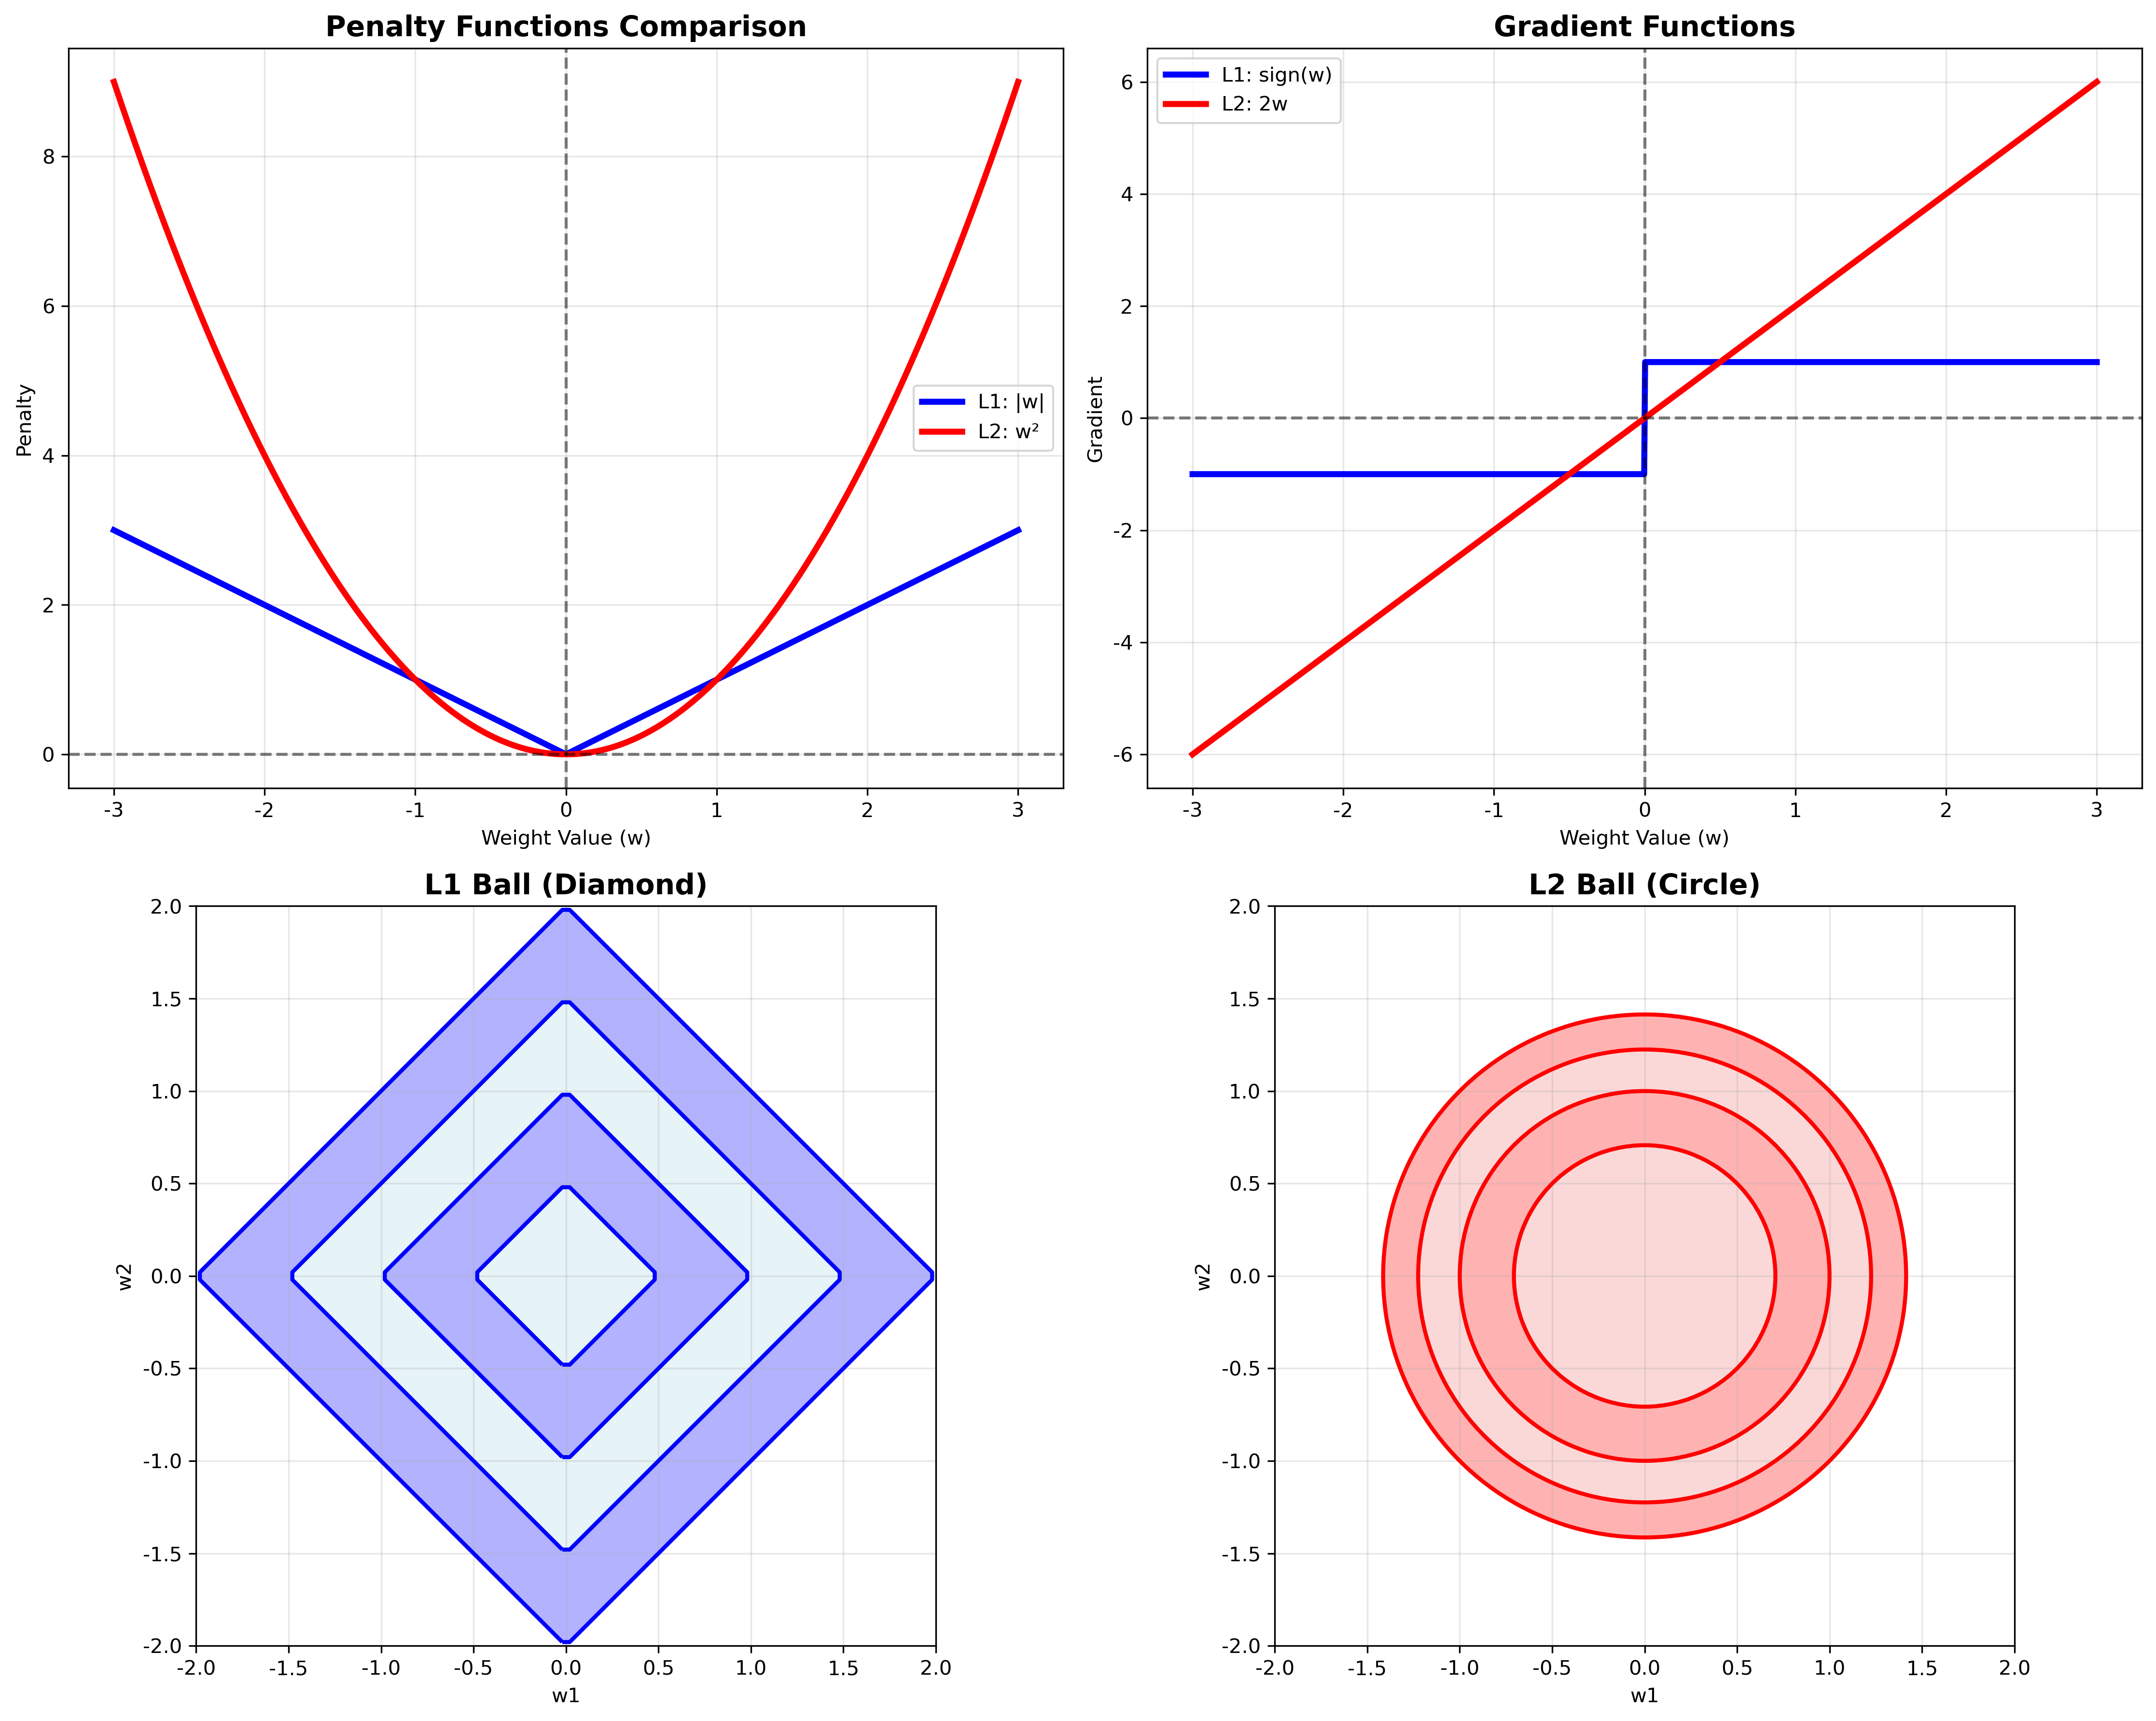 Penalty Functions Comparison
Penalty
8
6
4
2
0
L1: |w|
L2: w²
-3 -2 -1 0 1 2 3
Weight Value (w)
Gradient Functions
Gradient
6
4
2
0
-2
-4
-6
L1: sign(w)
L2: 2w
-3 -2 -1 0 1 2 3
Weight Value (w)
L1 Ball (Diamond)
w2
2.0
1.5
1.0
0.5
0.0
-0.5
-1.0
-1.5
-2.0
-2.0 -1.5 -1.0 -0.5 0.0 0.5 1.0 1.5 2.0
w1
L2 Ball (Circle)
w2
2.0
1.5
1.0
0.5
0.0
-0.5
-1.0
-1.5
-2.0
-2.0 -1.5 -1.0 -0.5 0.0 0.5 1.0 1.5 2.0
w1